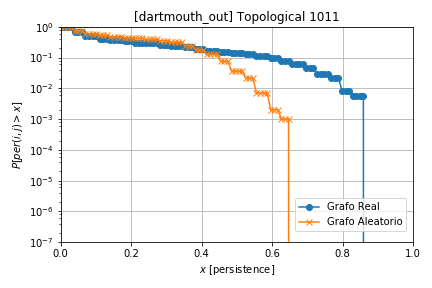 [dartmouth_out] Topological 1011
P[per(i,j) > x]
10^0
10^-1
10^-2
10^-3
10^-4
10^-5
10^-6
10^-7
Grafo Real
Grafo Aleatorio
0.0 0.2 0.4 0.6 0.8 1.0
x [persistence]